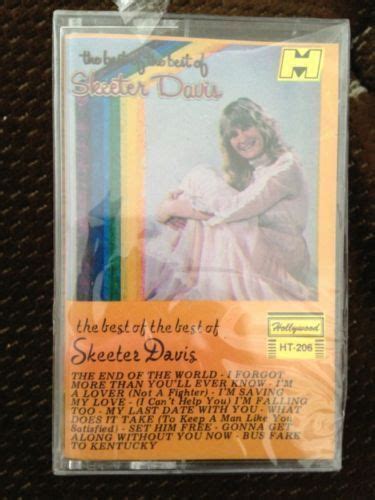 the best of the best of
Skeeter Davis
H
the best of the best of
Skeeter Davis
Hollywood
HT-206
THE END OF THE WORLD - I FORGOT
MORE THAN YOU'LL EVER KNOW - I'M
A LOVER (Not A Fighter) - I'M SAVING
MY LOVE - (I Can't Help You) I'M FALLING
TOO - MY LAST DATE WITH YOU - WHAT
DOES IT TAKE (To Keep A Man Like You
Satisfied) - SET HIM FREE - GONNA GET
ALONG WITHOUT YOU NOW - BUS FARE
TO KENTUCKY